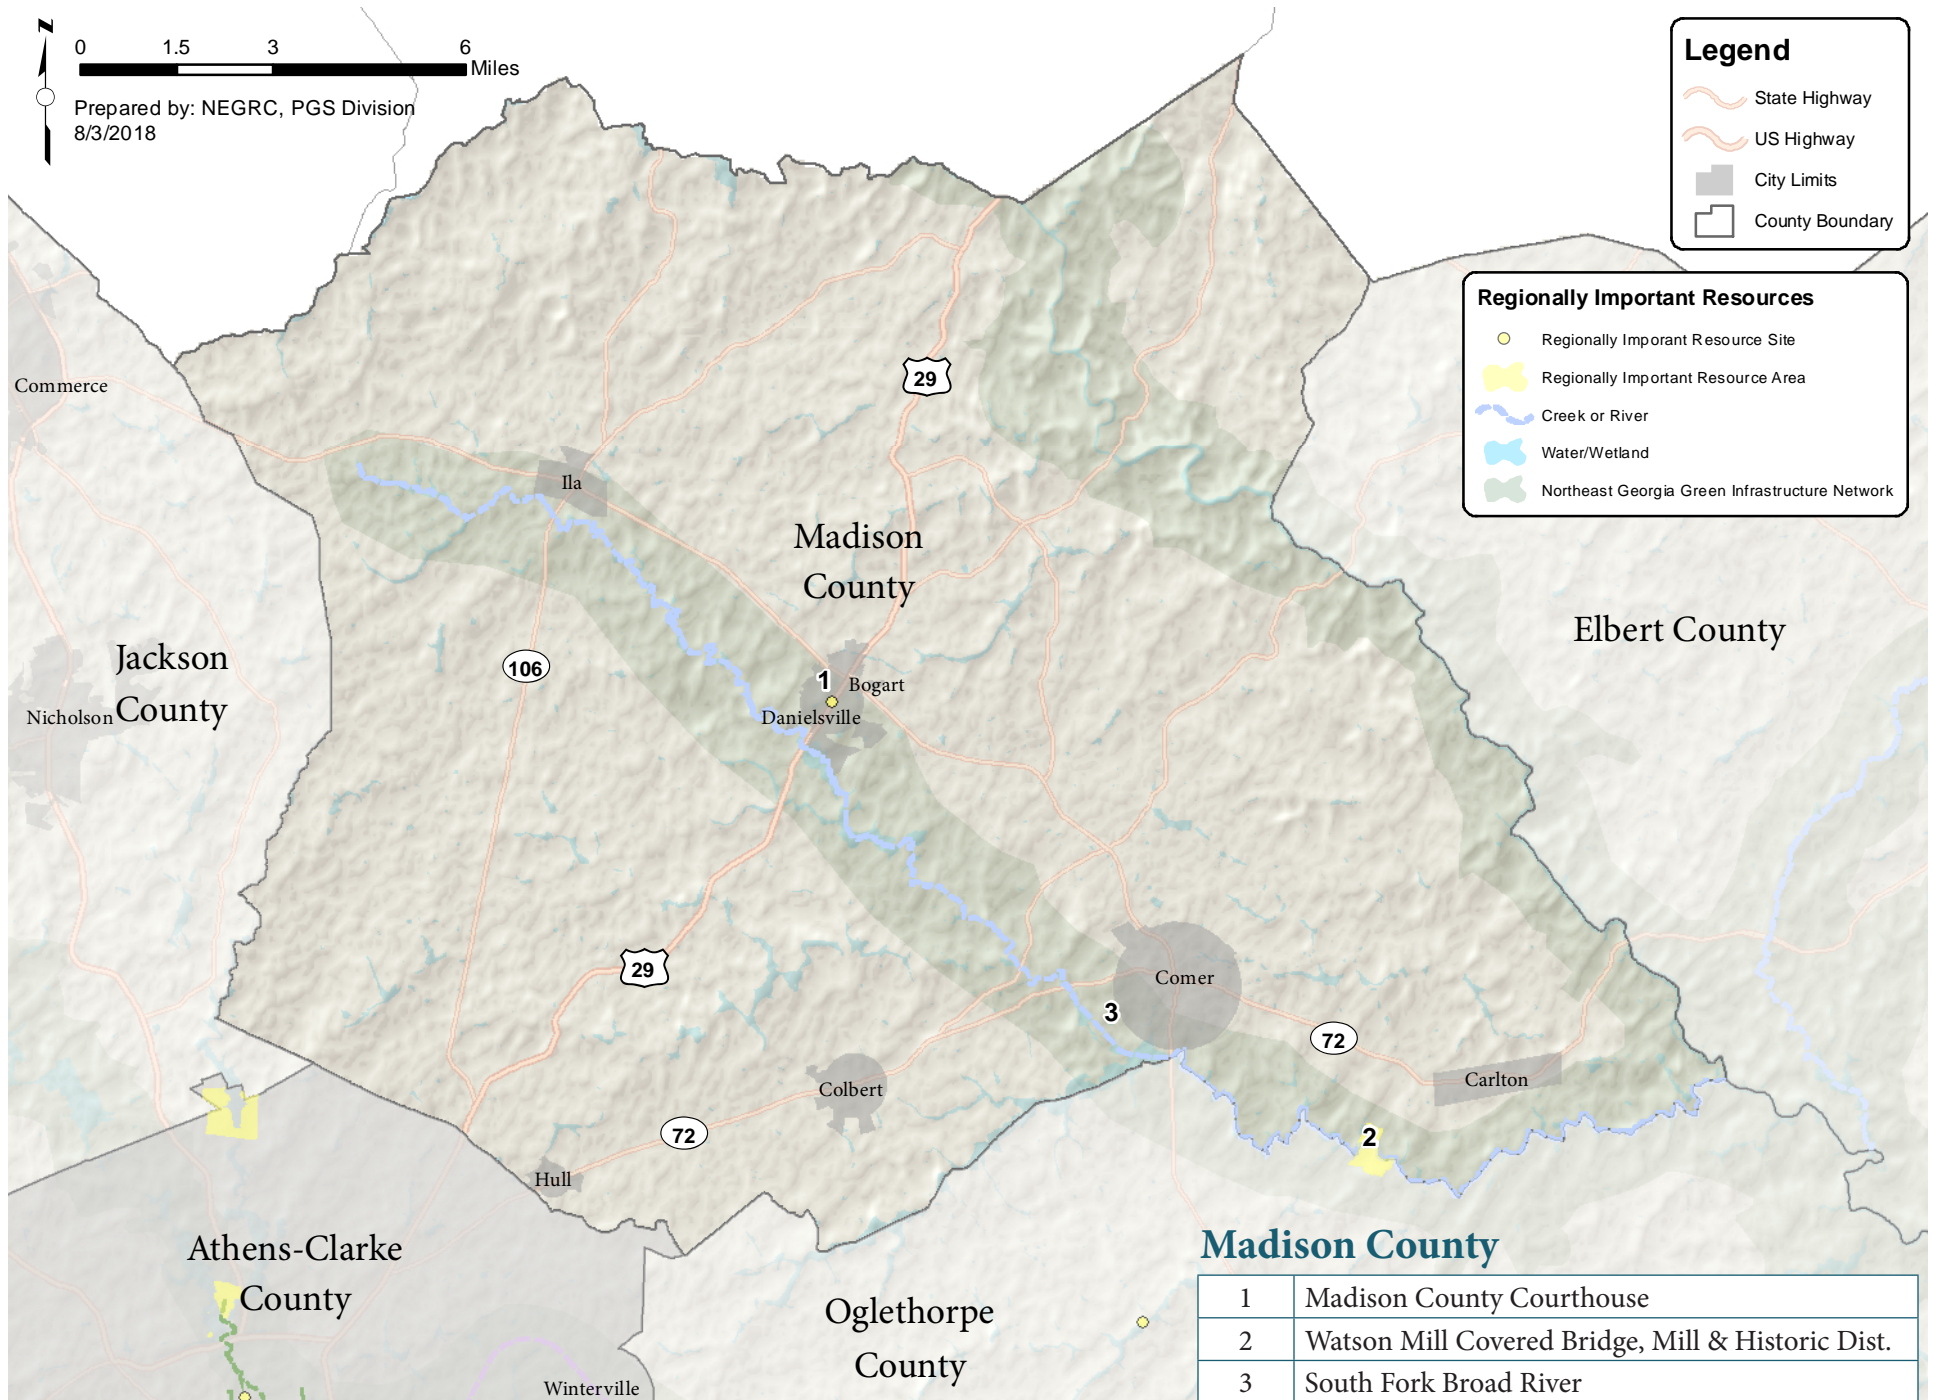 N
0 1.5 3 6
Miles
Prepared by: NEGRC, PGS Division
8/3/2018
Legend
State Highway
US Highway
City Limits
County Boundary
Regionally Important Resources
Regionally Imporant Resource Site
Regionally Important Resource Area
Creek or River
Water/Wetland
Northeast Georgia Green Infrastructure Network
29
Commerce
Ila
Madison
County
Elbert County
Jackson
County
106
1
Bogart
Nicholson
Danielsville
29
Comer
3
72
Colbert
Carlton
72
2
Hull
Athens-Clarke
County
Oglethorpe
County
Winterville
Madison County
1 Madison County Courthouse
2 Watson Mill Covered Bridge, Mill & Historic Dist.
3 South Fork Broad River